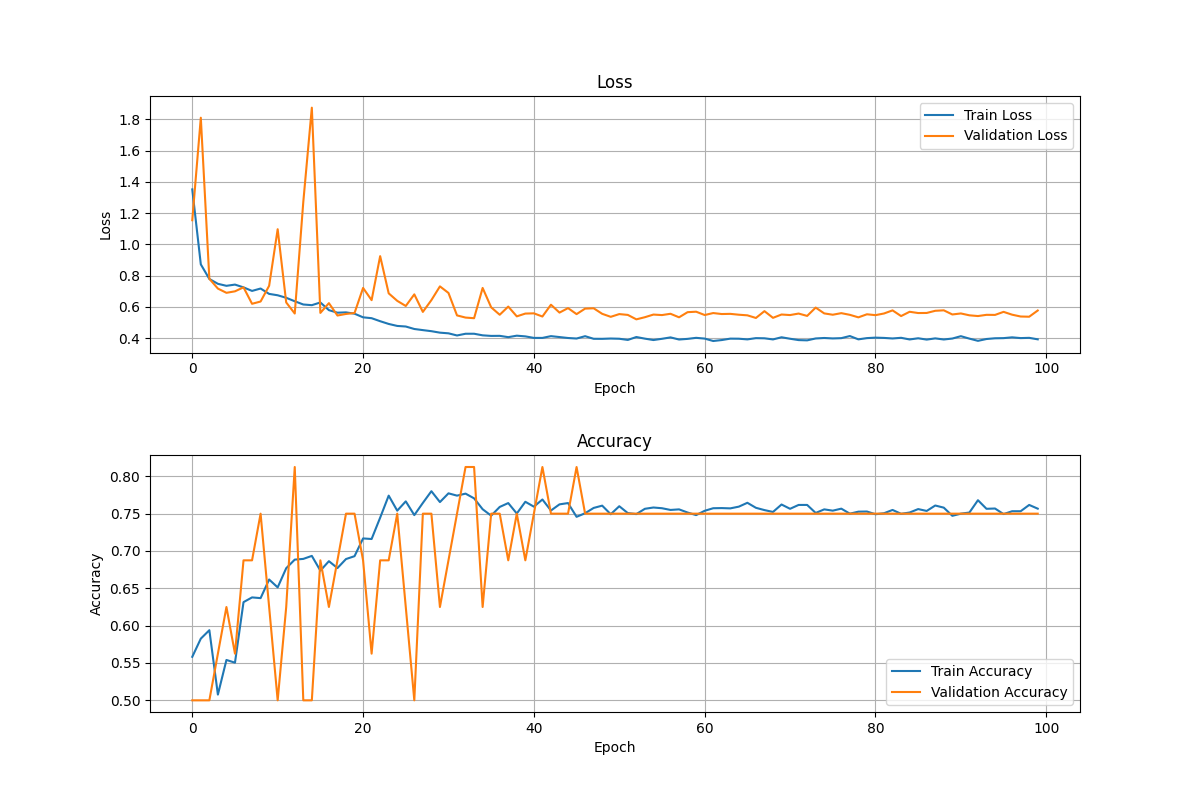 Loss
Train Loss
Validation Loss
1.8
1.6
1.4
1.2
1.0
0.8
0.6
0.4
Loss
0 20 40 60 80 100
Epoch
Accuracy
0.80
0.75
0.70
0.65
0.60
0.55
0.50
Accuracy
Train Accuracy
Validation Accuracy
0 20 40 60 80 100
Epoch